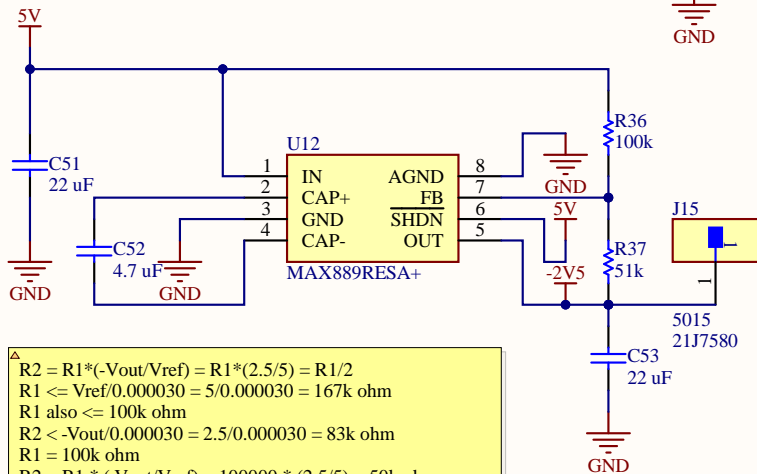 5V
GND
R36
100k
U12
C51
22 uF
1
IN
AGND
8
2
CAP+
FB
7
GND
J15
3
GND
SHDN
6
5V
1
4
CAP-
OUT
5
C52
4.7 uF
R37
51k
GND
GND
MAX889RESA+
-2V5
1
5015
21J7580
R2 = R1*(-Vout/Vref) = R1*(2.5/5) = R1/2
C53
22 uF
R1 <= Vref/0.000030 = 5/0.000030 = 167k ohm
R1 also <= 100k ohm
R2 < -Vout/0.000030 = 2.5/0.000030 = 83k ohm
R1 = 100k ohm
GND